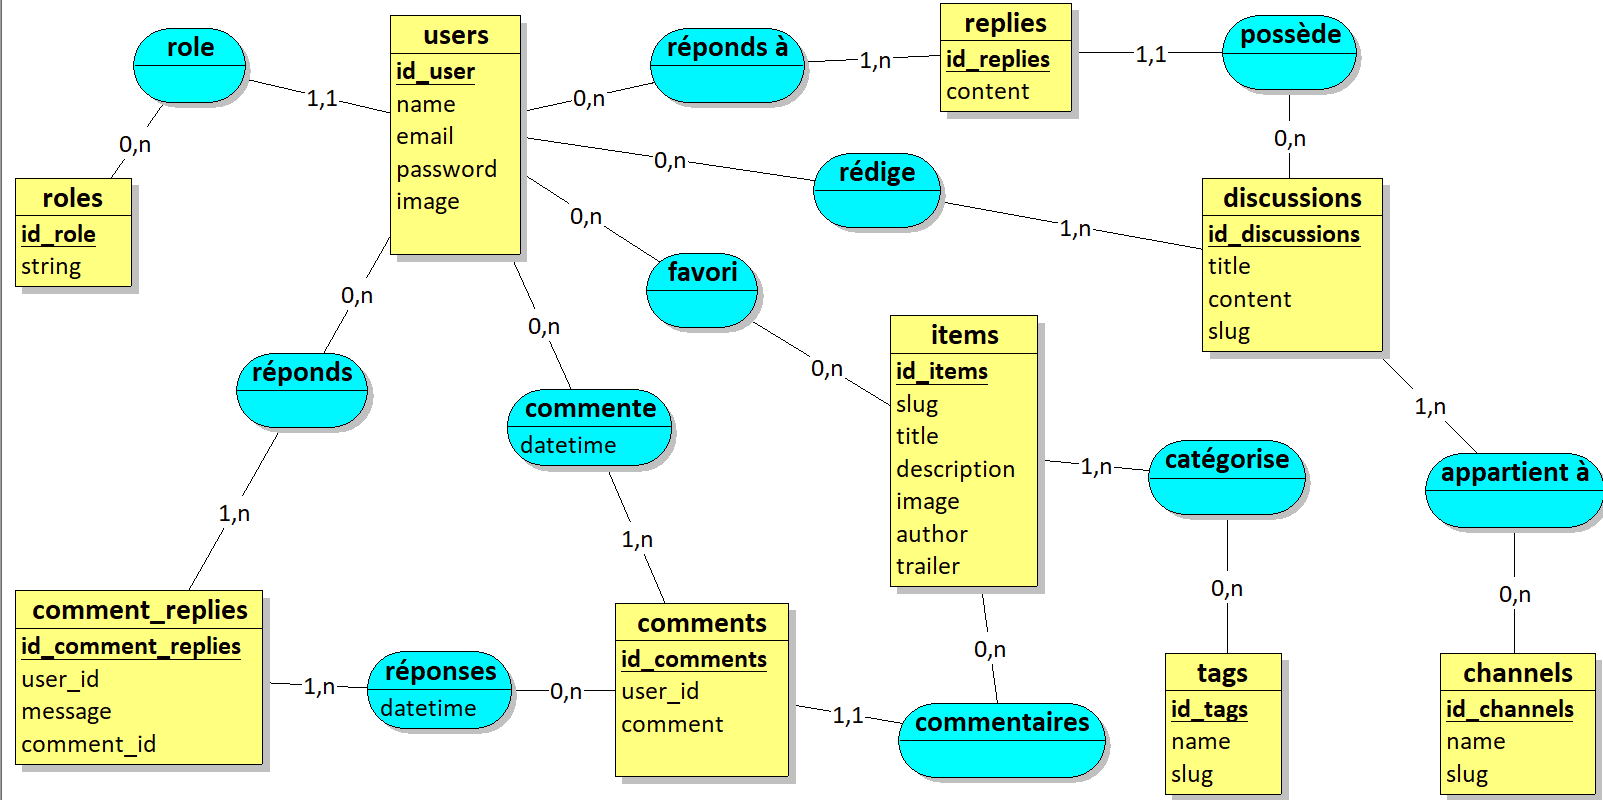 role
1,1
0,n
roles
id_role
string
users
id_user
name
email
password
image
réponds à
0,n
1,n
replies
id_replies
content
1,1
possède
0,n
rédige
0,n
1,n
discussions
id_discussions
title
content
slug
favori
0,n
0,n
items
id_items
slug
title
description
image
author
trailer
réponds
0,n
1,n
commente
datetime
0,n
1,n
catégorise
1,n
0,n
appartient à
1,n
0,n
comment_replies
id_comment_replies
user_id
message
comment_id
réponses
datetime
1,n
0,n
comments
id_comments
user_id
comment
1,1
commentaires
0,n
tags
id_tags
name
slug
channels
id_channels
name
slug